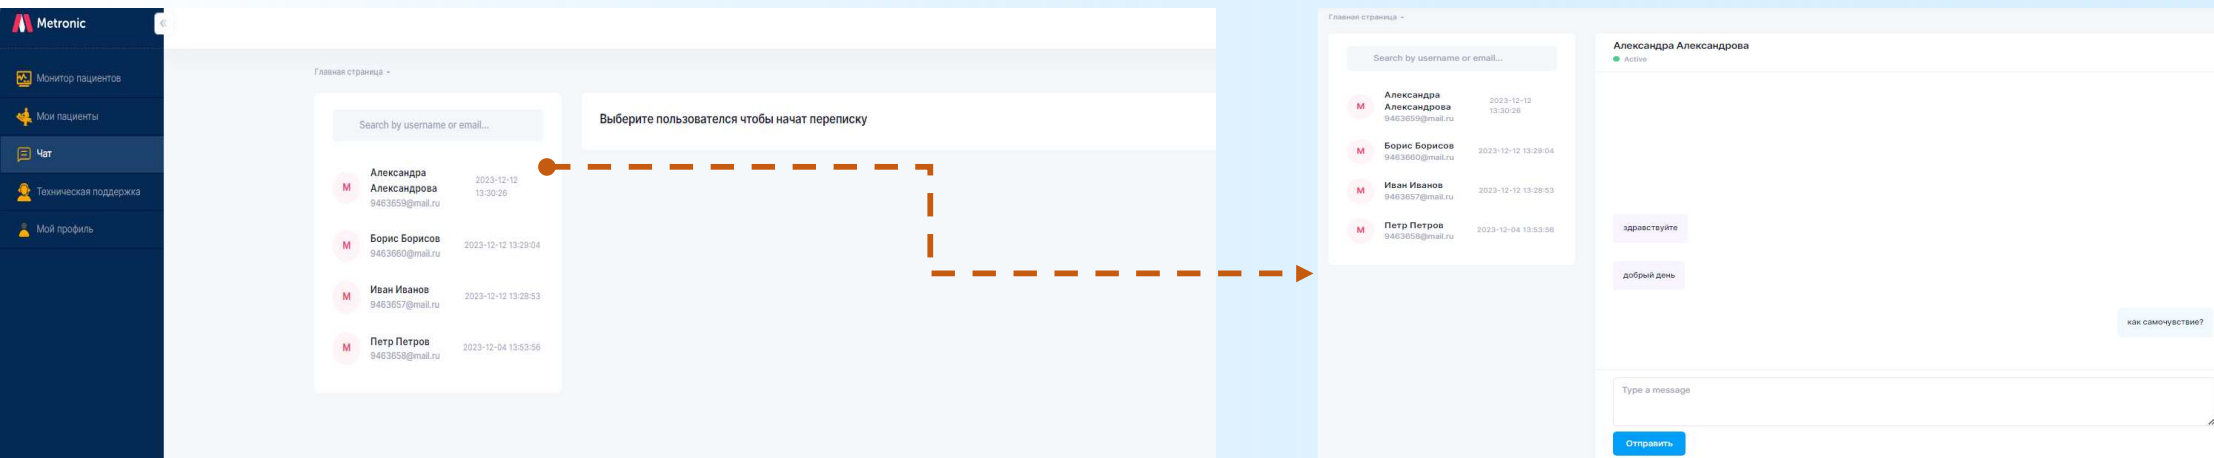 Metronic
Монитор пациентов
Мои пациенты
Чат
Техническая поддержка
Мой профиль
Главная страница
Search by username or email...
М
Александра
Александрова
9463659@mail.ru
2023-12-12
13:30:26
М
Борис Борисов
9463660@mail.ru
2023-12-12 13:29:04
М
Иван Иванов
9463657@mail.ru
2023-12-12 13:28:53
М
Петр Петров
9463658@mail.ru
2023-12-04 13:53:56
Выберите пользователся чтобы начат переписку
Главная страница
Search by username or email...
М
Александра
Александрова
9463659@mail.ru
2023-12-12
13:30:26
М
Борис Борисов
9463660@mail.ru
2023-12-12 13:29:04
М
Иван Иванов
9463657@mail.ru
2023-12-12 13:28:53
М
Петр Петров
9463658@mail.ru
2023-12-04 13:53:56
Александра Александрова
Active
здравствуйте
добрый день
как самочувствие?
Type a message
Отправить